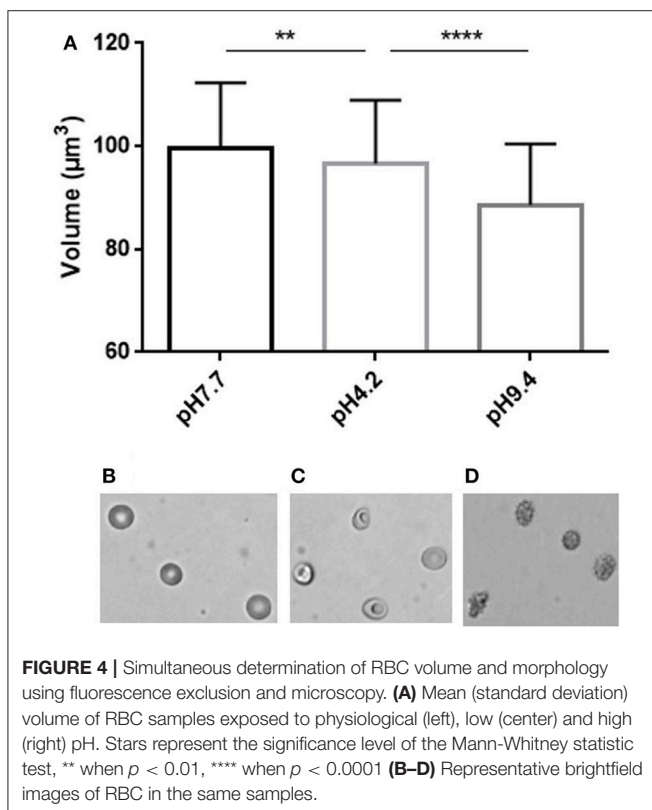 A
120
**
****
100
80
60
Volume (µm³)
pH7.7
pH4.2
pH9.4
B
C
D
FIGURE 4 | Simultaneous determination of RBC volume and morphology
using fluorescence exclusion and microscopy. (A) Mean (standard deviation)
volume of RBC samples exposed to physiological (left), low (center) and high
(right) pH. Stars represent the significance level of the Mann-Whitney statistic
test, ** when p < 0.01, **** when p < 0.0001 (B–D) Representative brightfield
images of RBC in the same samples.